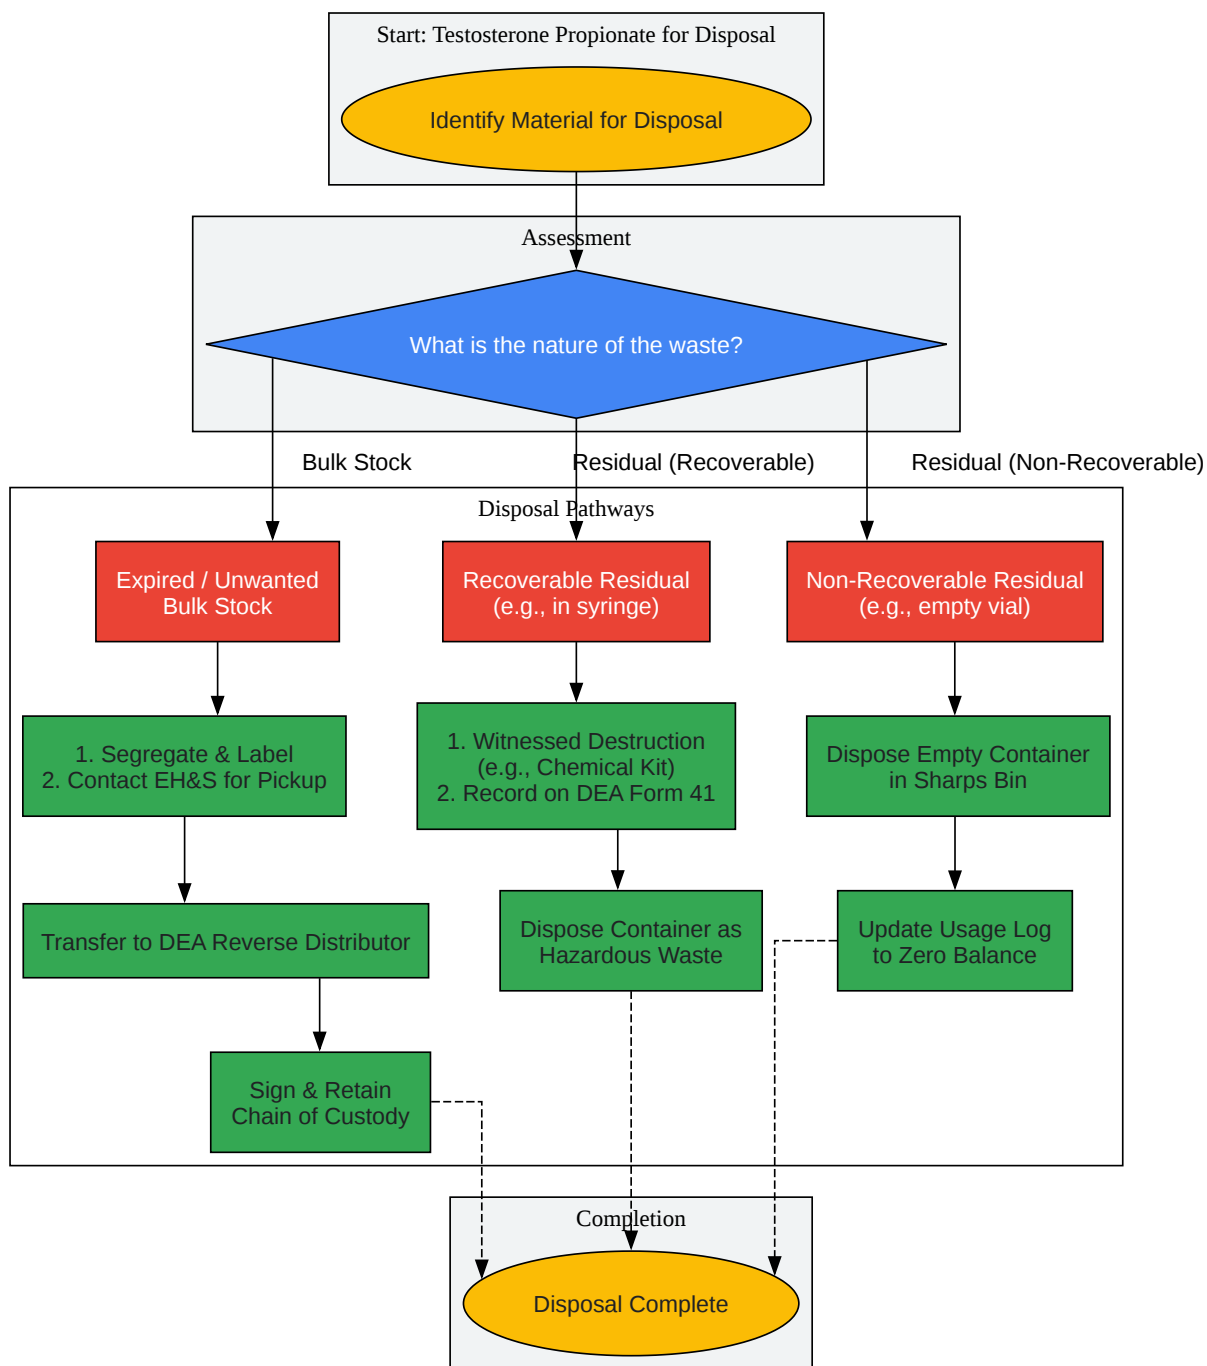 Start: Testosterone Propionate for Disposal
Identify Material for Disposal
Assessment
What is the nature of the waste?
Bulk Stock
Residual (Recoverable)
Residual (Non-Recoverable)
Disposal Pathways
Expired / Unwanted
Bulk Stock
Recoverable Residual
(e.g., in syringe)
Non-Recoverable Residual
(e.g., empty vial)
1. Segregate & Label
2. Contact EH&S for Pickup
1. Witnessed Destruction
(e.g., Chemical Kit)
2. Record on DEA Form 41
Dispose Empty Container
in Sharps Bin
Transfer to DEA Reverse Distributor
Dispose Container as
Hazardous Waste
Update Usage Log
to Zero Balance
Sign & Retain
Chain of Custody
Completion
Disposal Complete